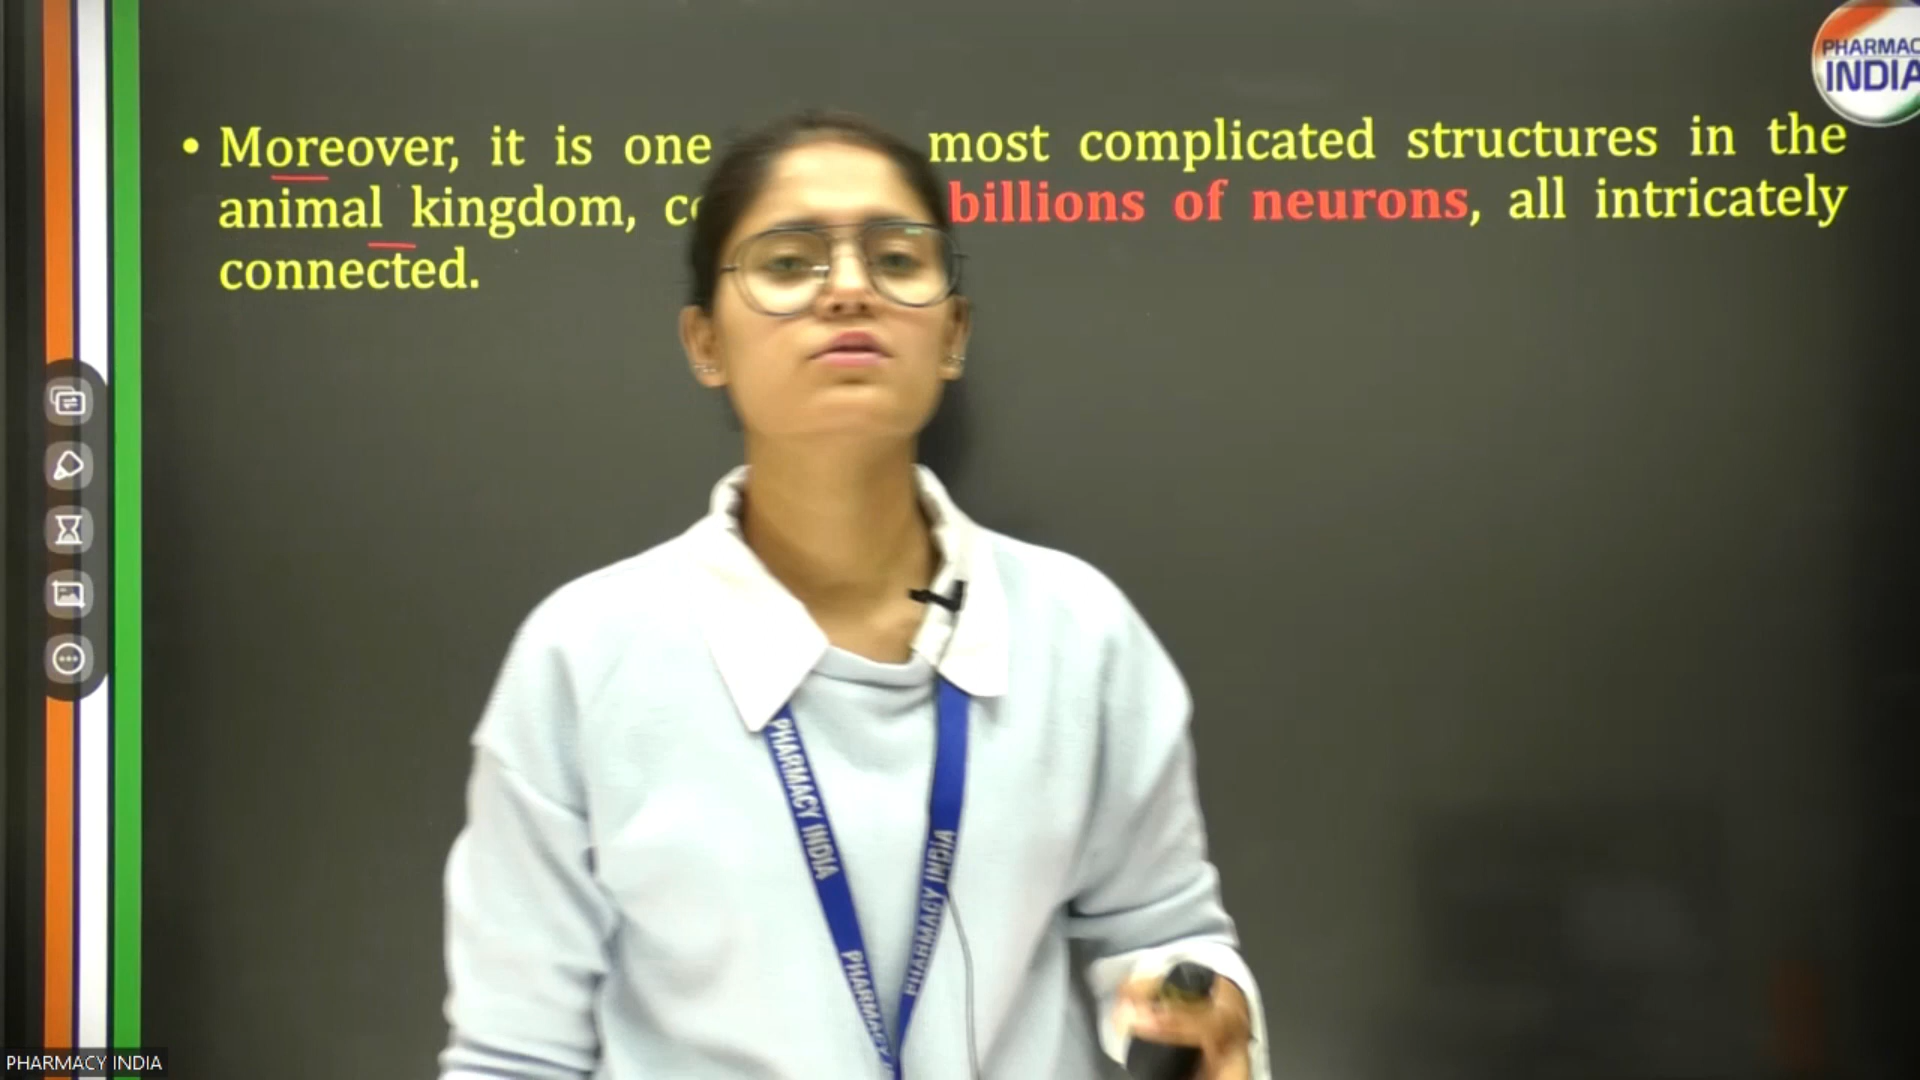 • Moreover, it is one most complicated structures in the
animal kingdom, billions of neurons, all intricately
connected.
PHARMAC
INDIA
PHARMACY INDIA
PHARMACY INDIA
PHARMACY
PHARMACY INDIA